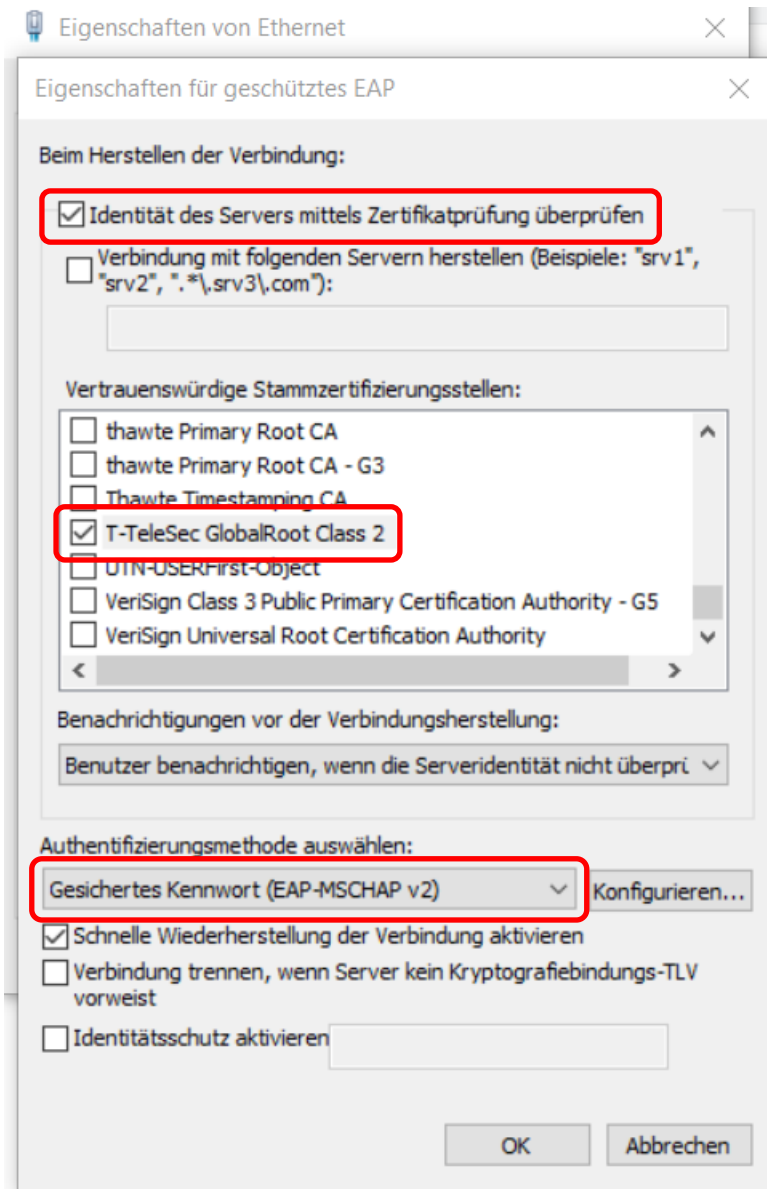 Eigenschaften von Ethernet
Eigenschaften für geschütztes EAP
Beim Herstellen der Verbindung:
Identität des Servers mittels Zertifikatprüfung überprüfen
Verbindung mit folgenden Servern herstellen (Beispiele: "srv1",
"srv2", ".*\.srv3\.com"):
Vertrauenswürdige Stammzertifizierungsstellen:
thawte Primary Root CA
thawte Primary Root CA - G3
Thawte Timestamping CA
T-TeleSec GlobalRoot Class 2
UTN-USERFirst-Object
VeriSign Class 3 Public Primary Certification Authority - G5
VeriSign Universal Root Certification Authority
Benachrichtigungen vor der Verbindungsherstellung:
Benutzer benachrichtigen, wenn die Serveridentität nicht überprü
Authentifizierungsmethode auswählen:
Gesichertes Kennwort (EAP-MSCHAP v2) Konfigurieren...
Schnelle Wiederherstellung der Verbindung aktivieren
Verbindung trennen, wenn Server kein Kryptografiebindungs-TLV
vorweist
Identitätsschutz aktivieren
OK Abbrechen